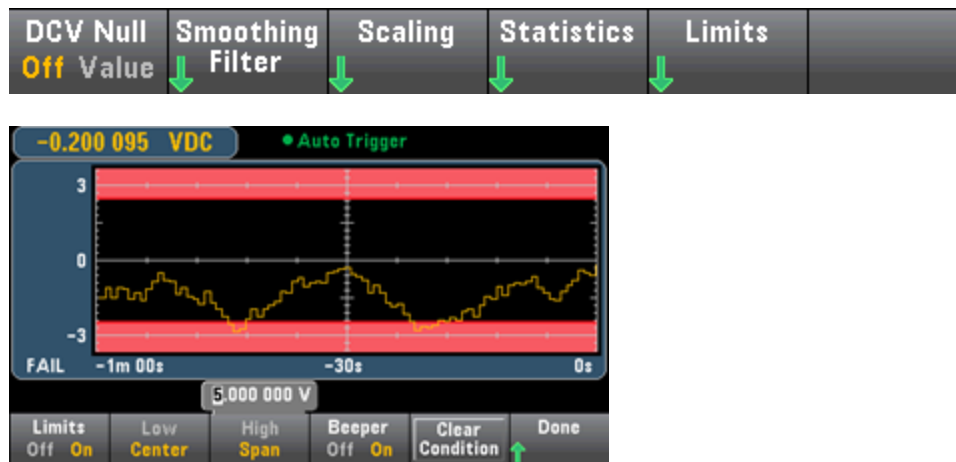 DCV Null Smoothing Scaling Statistics Limits
Off Value Filter
-0.200 095 VDC Auto Trigger
3
0
-3
FAIL -1m 00s -30s 0s
5.000 000 V
Limits Low High Beeper Clear Done
Off On Center Span Off On Condition